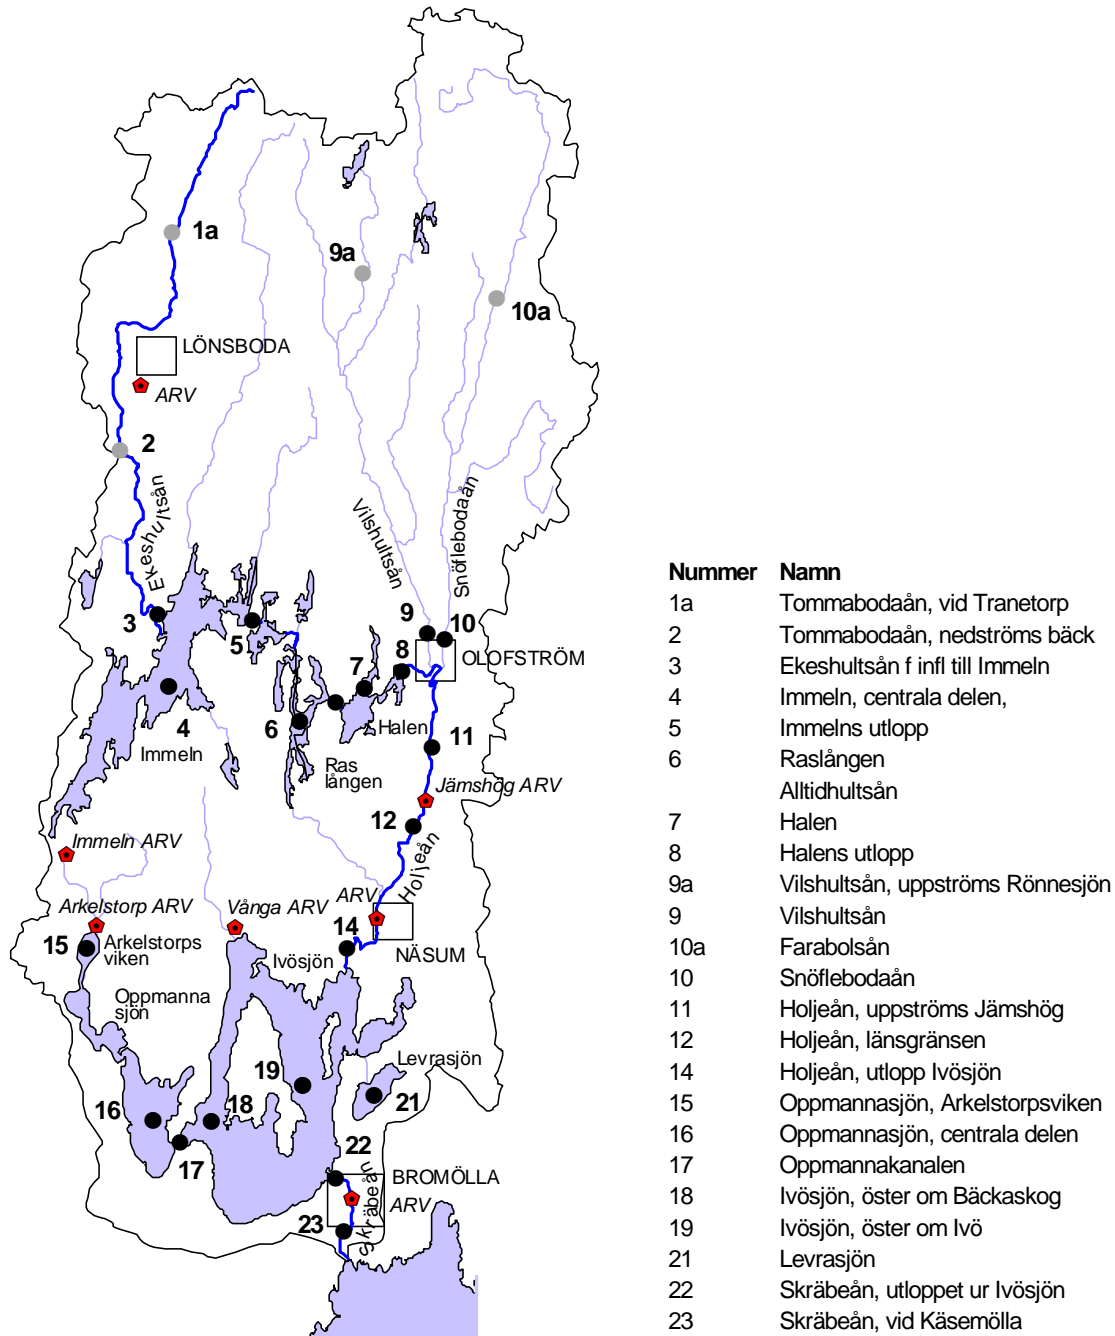 1a
9a
10a
LÖNSBODA
ARV
2
Ekeshultsån
Vilshultsån
Snöflebodaån
3
5
9
10
OLOFSTRÖM
8
7
4
6
Halen
Immeln
11
Ras
lången
Jämshög ARV
12
Immeln ARV
Holjeån
ARV
Arkelstorp ARV
Vånga ARV
15
Arkelstorps
viken
14
Ivösjön
NÄSUM
Oppmanna
sjön
Levrasjön
19
21
16
18
17
22
BROMÖLLA
ARV
Skräbeån
23
Nummer Namn
1a Tommabodaån, vid Tranetorp
2 Tommabodaån, nedströms bäck
3 Ekeshultsån f infl till Immeln
4 Immeln, centrala delen,
5 Immelns utlopp
6 Raslången
Alltidhultsån
7 Halen
8 Halens utlopp
9a Vilshultsån, uppströms Rönnesjön
9 Vilshultsån
10a Farabolsån
10 Snöflebodaån
11 Holjeån, uppströms Jämshög
12 Holjeån, länsgränsen
14 Holjeån, utlopp Ivösjön
15 Oppmannasjön, Arkelstorpsviken
16 Oppmannasjön, centrala delen
17 Oppmannakanalen
18 Ivösjön, öster om Bäckaskog
19 Ivösjön, öster om Ivö
21 Levrasjön
22 Skräbeån, utloppet ur Ivösjön
23 Skräbeån, vid Käsemölla